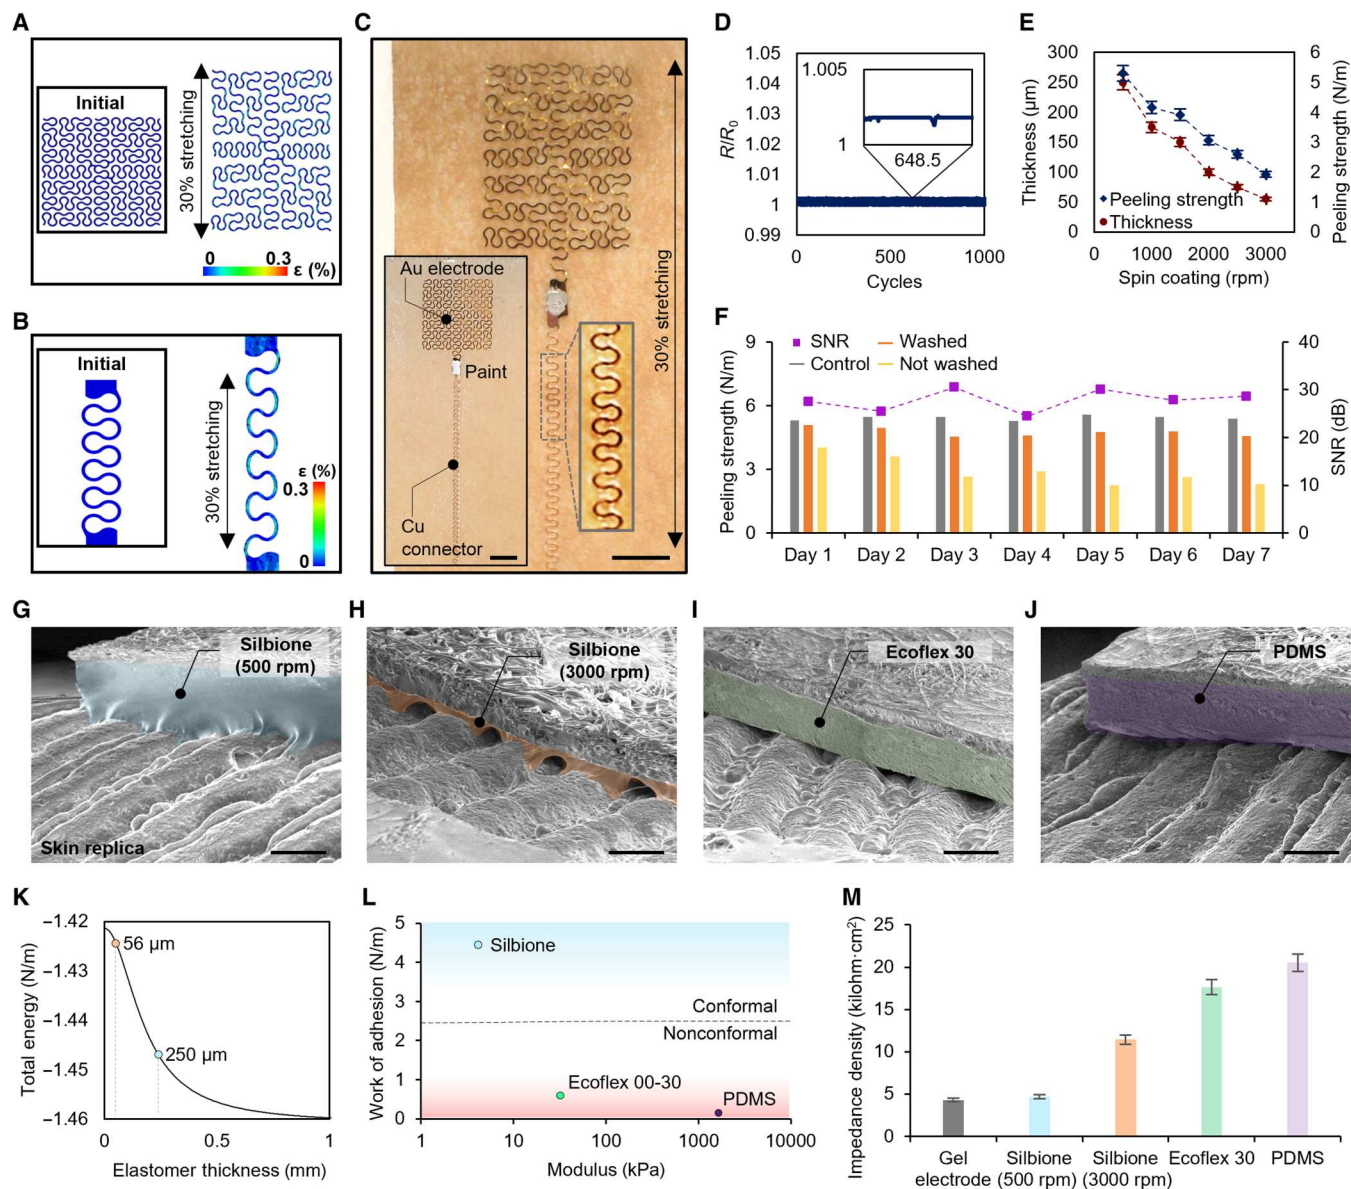 A
Initial
30% stretching
0 0.3 ε (%)
B
Initial
30% stretching
ε (%)
0.3
0
C
Au electrode
Paint
Cu
connector
30% stretching
D
R/R0
1.05
1.04
1.03
1.02
1.01
1
0.99
1.005
1
648.5
0 500 1000
Cycles
E
Thickness (µm)
300
250
200
150
100
50
0
Peeling strength
Thickness
0 1000 2000 3000
Spin coating (rpm)
6
5
4
3
2
1
0
Peeling strength (N/m)
F
SNR Washed
Control Not washed
Peeling strength (N/m)
9
6
3
0
40
30
20
10
0
SNR (dB)
Day 1 Day 2 Day 3 Day 4 Day 5 Day 6 Day 7
G
Silbione
(500 rpm)
Skin replica
H
Silbione
(3000 rpm)
I
Ecoflex 30
J
PDMS
K
Total energy (N/m)
−1.42
−1.43
−1.44
−1.45
−1.46
56 µm
250 µm
0 0.5 1
Elastomer thickness (mm)
L
Work of adhesion (N/m)
5
4
3
2
1
0
Silbione
Conformal
Nonconformal
Ecoflex 00-30
PDMS
1 10 100 1000 10000
Modulus (kPa)
M
Impedance density (kilohm·cm²)
25
20
15
10
5
0
Gel Silbione Silbione Ecoflex 30 PDMS
electrode (500 rpm) (3000 rpm)